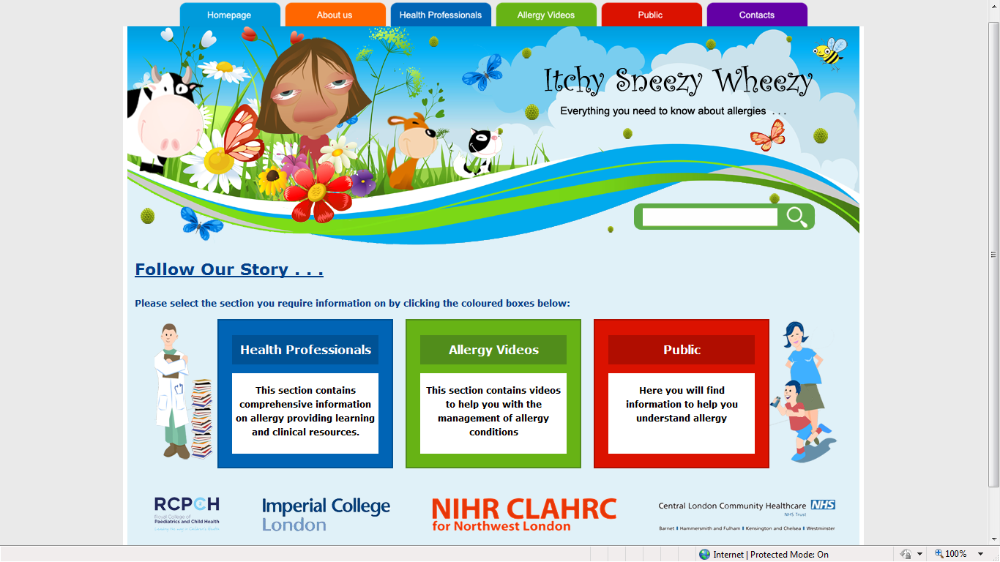 Homepage
About us
Health Professionals
Allergy Videos
Public
Contacts
Itchy Sneezy Wheezy
Everything you need to know about allergies . . .
Follow Our Story . . .
Please select the section you require information on by clicking the coloured boxes below:
Health Professionals
This section contains
comprehensive information
on allergy providing learning
and clinical resources.
Allergy Videos
This section contains videos
to help you with the
management of allergy
conditions
Public
Here you will find
information to help you
understand allergy
RCPCH
Royal College of
Paediatrics and Child Health
Leading the way in Children's Health
Imperial College
London
NIHR CLAHRC
for Northwest London
Central London Community Healthcare NHS
NHS Trust
Barnet | Hammersmith and Fulham | Kensington and Chelsea | Westminster
Internet | Protected Mode: On
100%